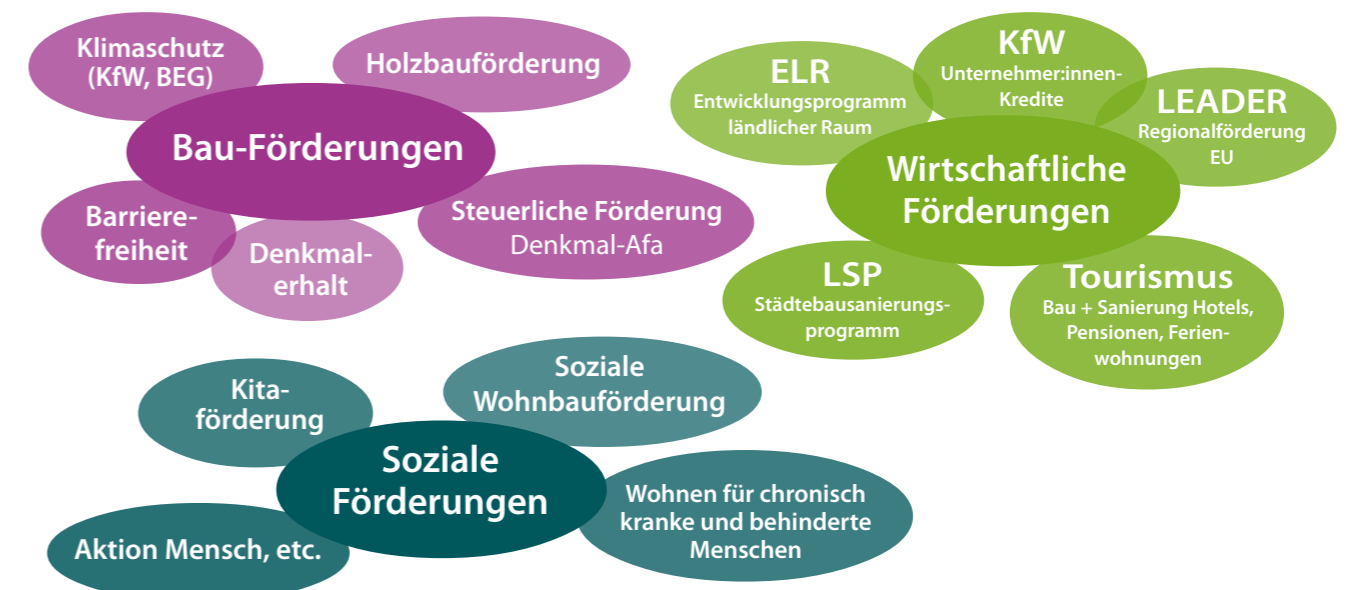 Klimaschutz
(KfW, BEG)
Holzbauförderung
Bau-Förderungen
Barriere-
freiheit
Denkmal-
erhalt
Steuerliche Förderung
Denkmal-Afa
ELR
Entwicklungsprogramm
ländlicher Raum
KfW
Unternehmer:innen-
Kredite
LEADER
Regionalförderung
EU
Wirtschaftliche
Förderungen
LSP
Städtebausanierungs-
programm
Tourismus
Bau + Sanierung Hotels,
Pensionen, Ferien-
wohnungen
Kita-
förderung
Soziale
Wohnbauförderung
Soziale
Förderungen
Aktion Mensch, etc.
Wohnen für chronisch
kranke und behinderte
Menschen